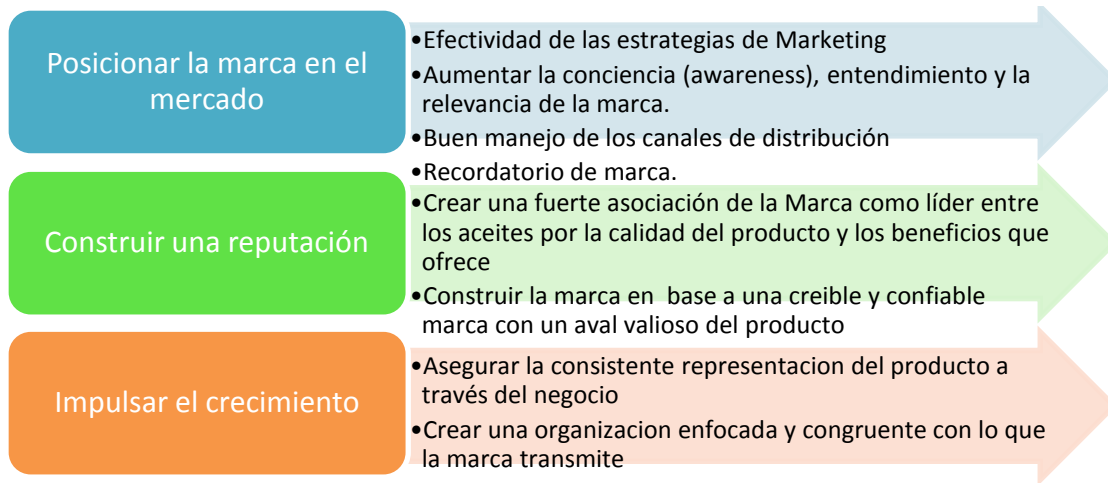 Posicionar la marca en el
mercado
•Efectividad de las estrategias de Marketing
•Aumentar la conciencia (awareness), entendimiento y la
relevancia de la marca.
•Buen manejo de los canales de distribución
•Recordatorio de marca.
Construir una reputación
•Crear una fuerte asociación de la Marca como líder entre
los aceites por la calidad del producto y los beneficios que
ofrece
•Construir la marca en base a una creible y confiable
marca con un aval valioso del producto
Impulsar el crecimiento
•Asegurar la consistente representacion del producto a
través del negocio
•Crear una organizacion enfocada y congruente con lo que
la marca transmite